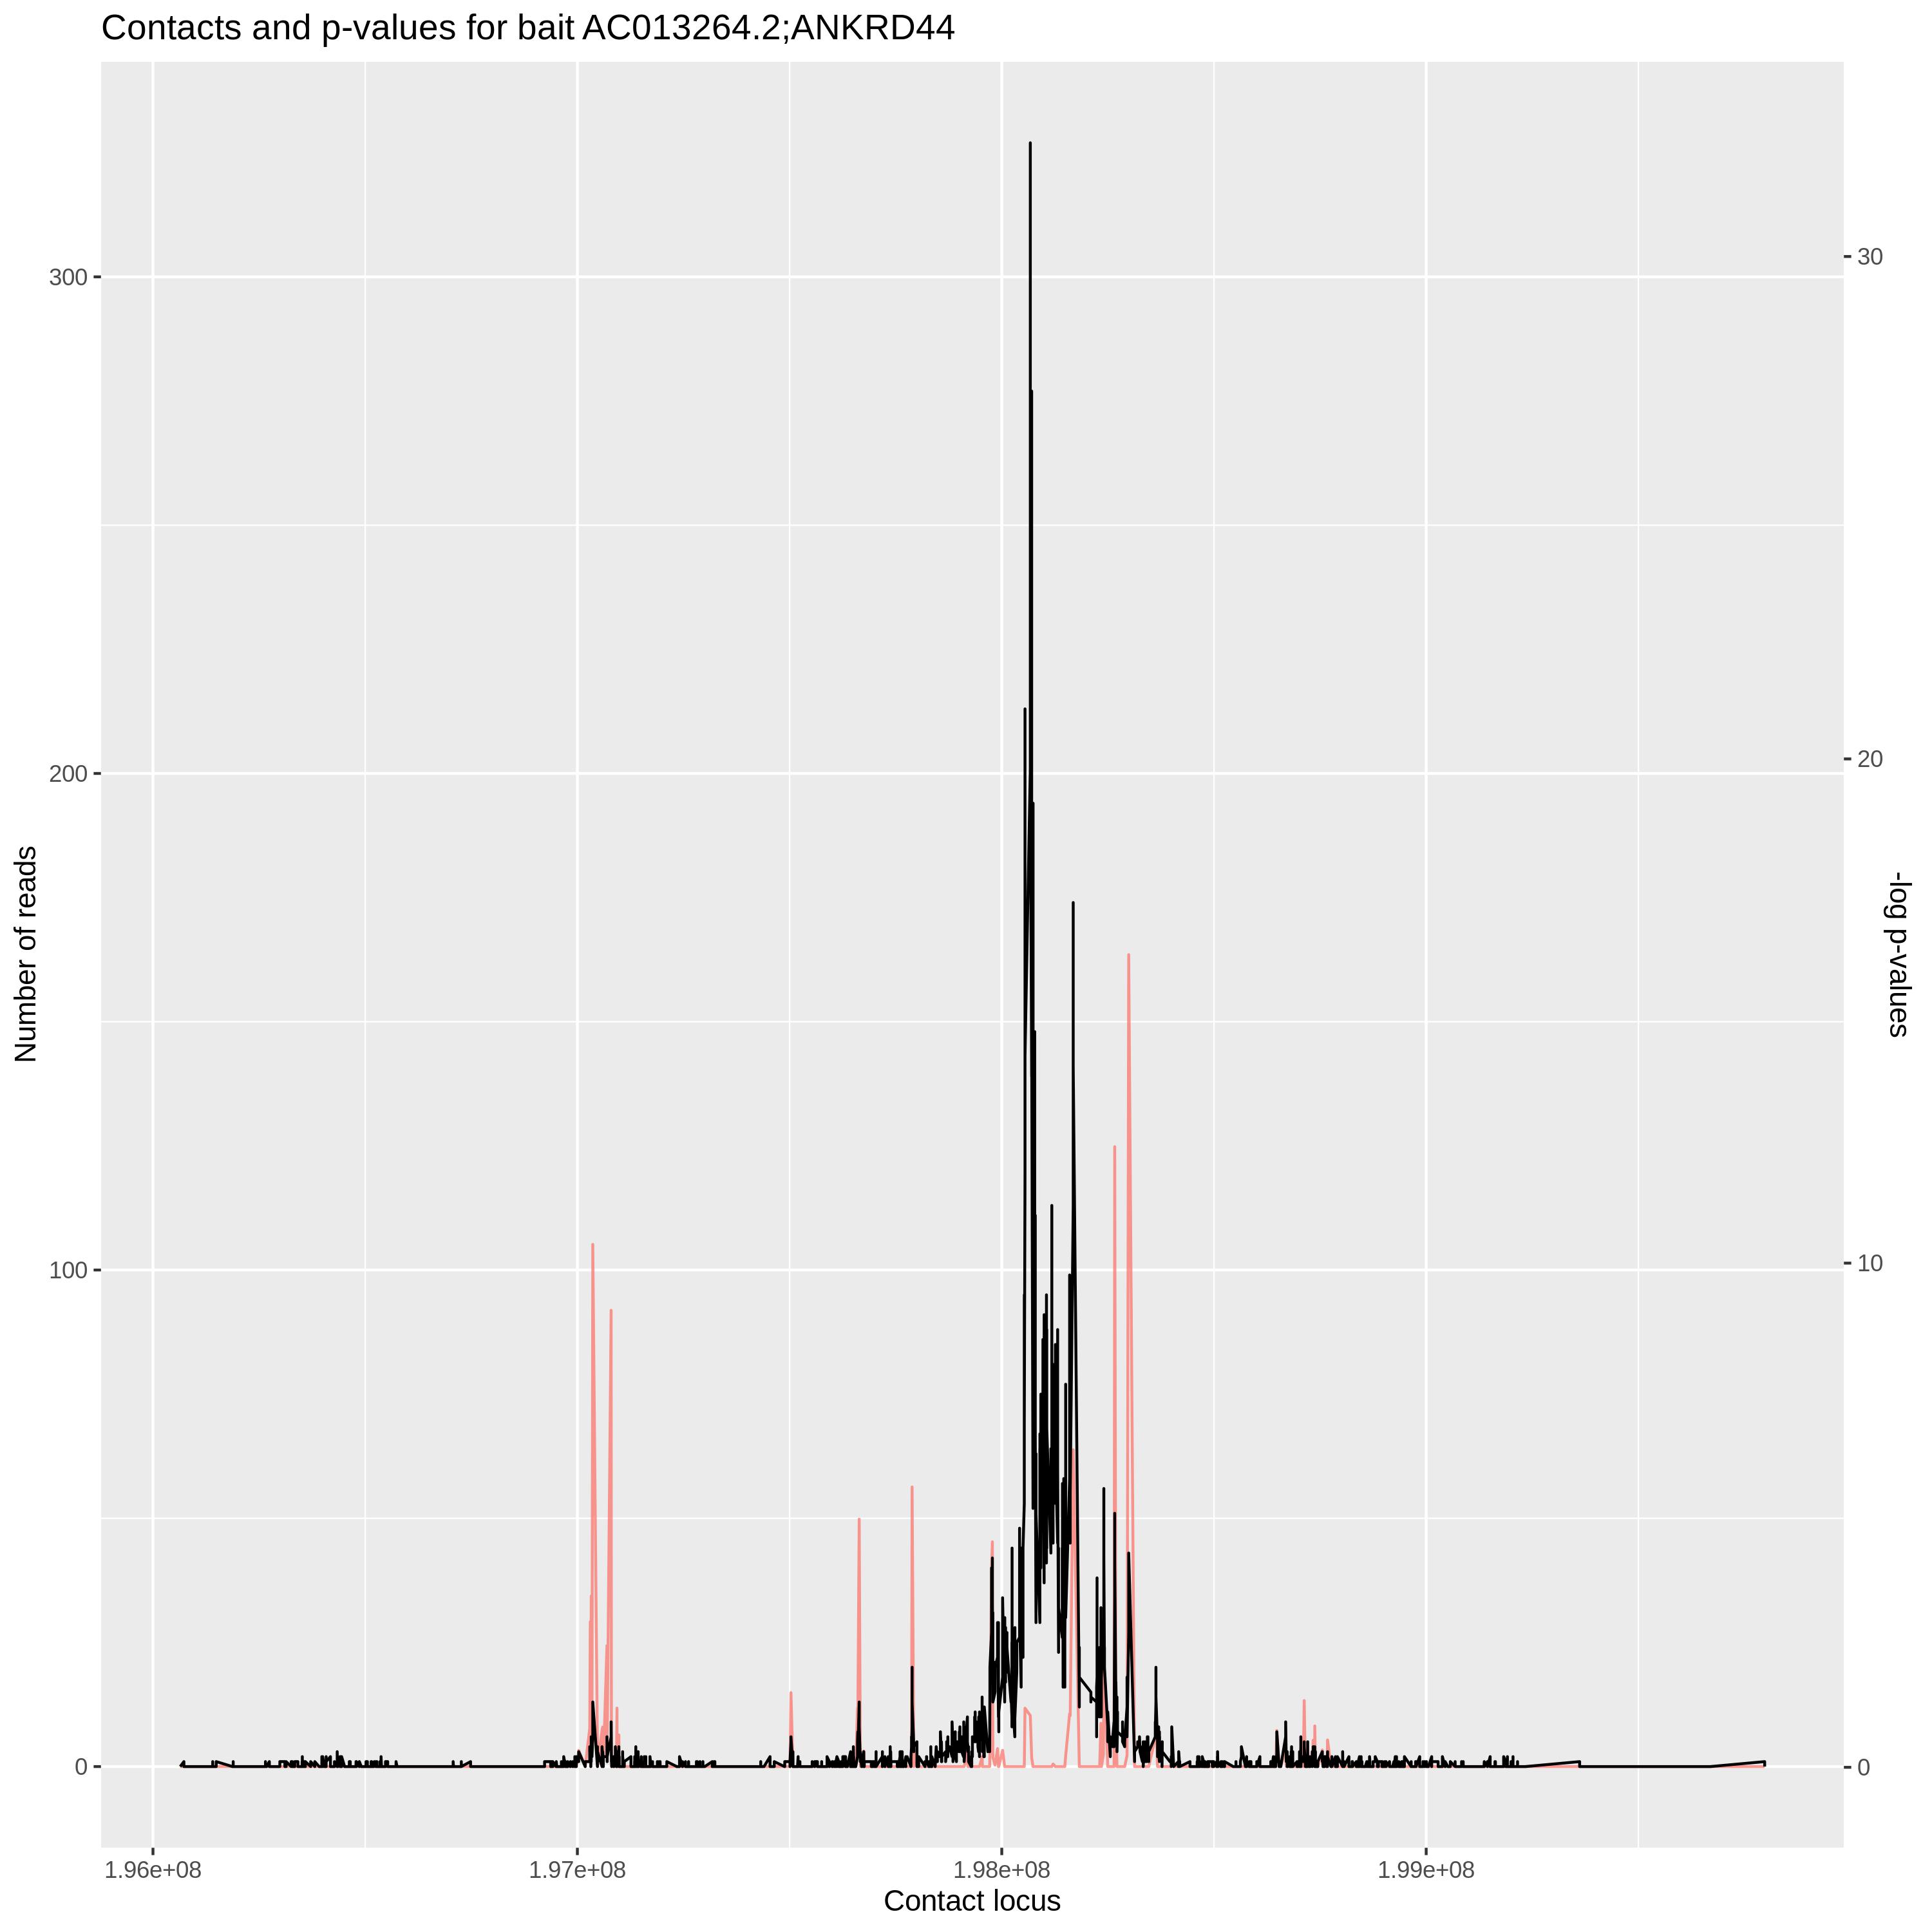 Contacts and p-values for bait AC013264.2;ANKRD44
300
200
100
0
Number of reads
30
20
10
0
-log p-values
1.96e+08 1.97e+08 1.98e+08 1.99e+08
Contact locus